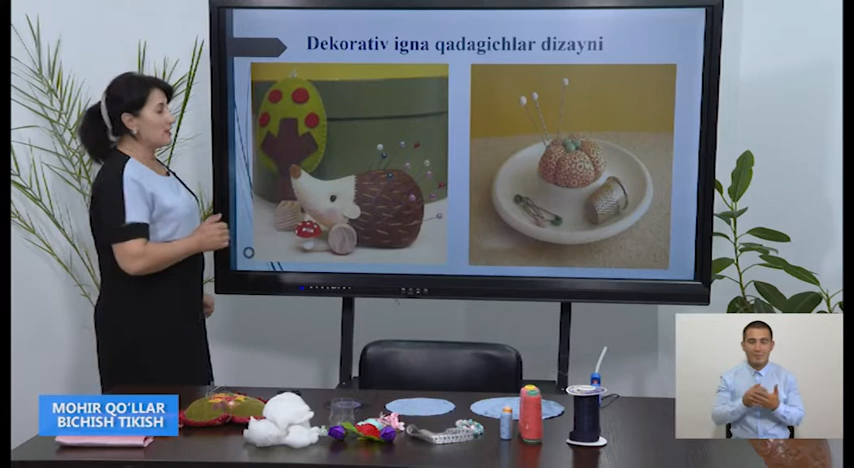 Dekorativ igna qadagichlar dizayni
MOHIR QO'LLAR
BICHISH TIKISH